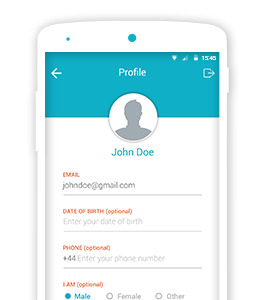 15:45
Profile
John Doe
EMAIL
johndoe@gmail.com
DATE OF BIRTH (optional)
Enter your date of birth
PHONE (optional)
+44 Enter your phone number
I AM (optional)
Male Female Other